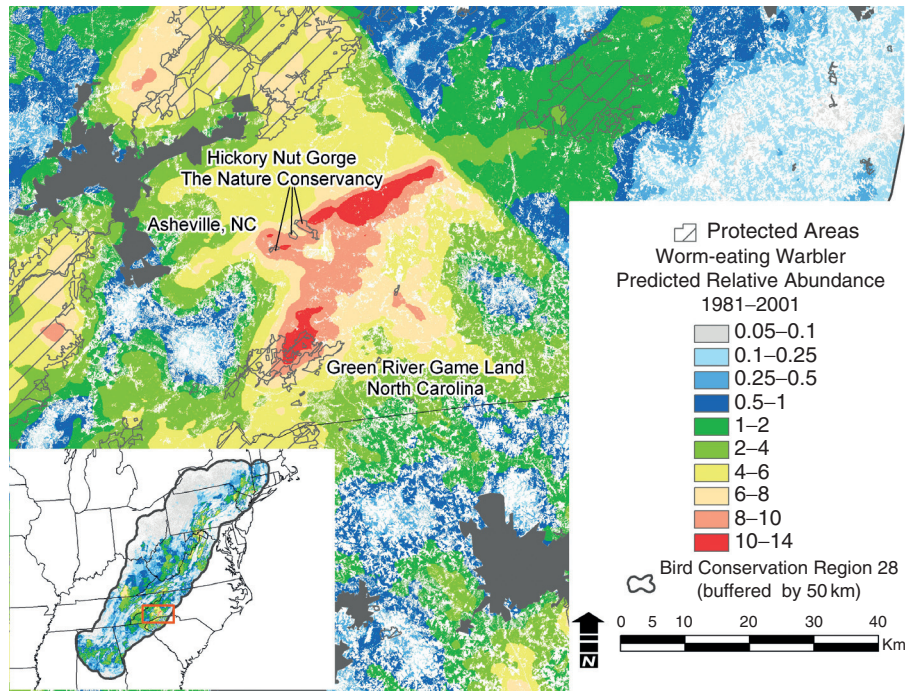 Hickory Nut Gorge
The Nature Conservancy
Asheville, NC
Green River Game Land
North Carolina
Protected Areas
Worm-eating Warbler
Predicted Relative Abundance
1981–2001
0.05–0.1
0.1–0.25
0.25–0.5
0.5–1
1–2
2–4
4–6
6–8
8–10
10–14
Bird Conservation Region 28
(buffered by 50 km)
N
0 5 10 20 30 40
Km